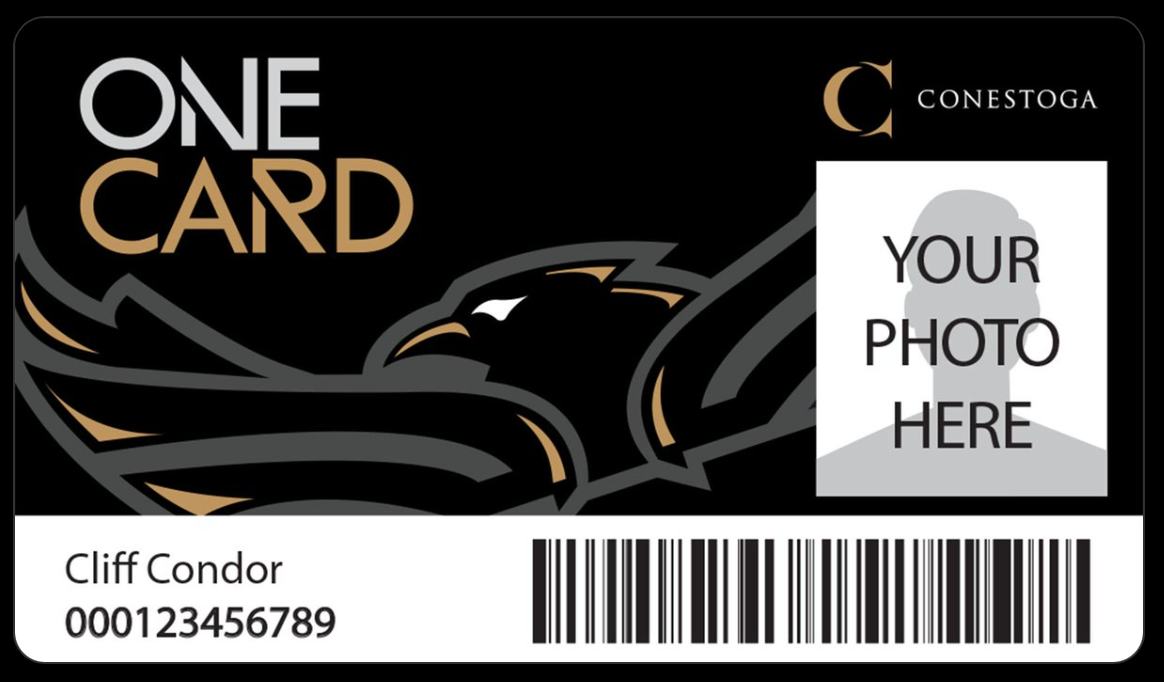 ONE
CARD
CONESTOGA
YOUR
PHOTO
HERE
Cliff Condor
000123456789